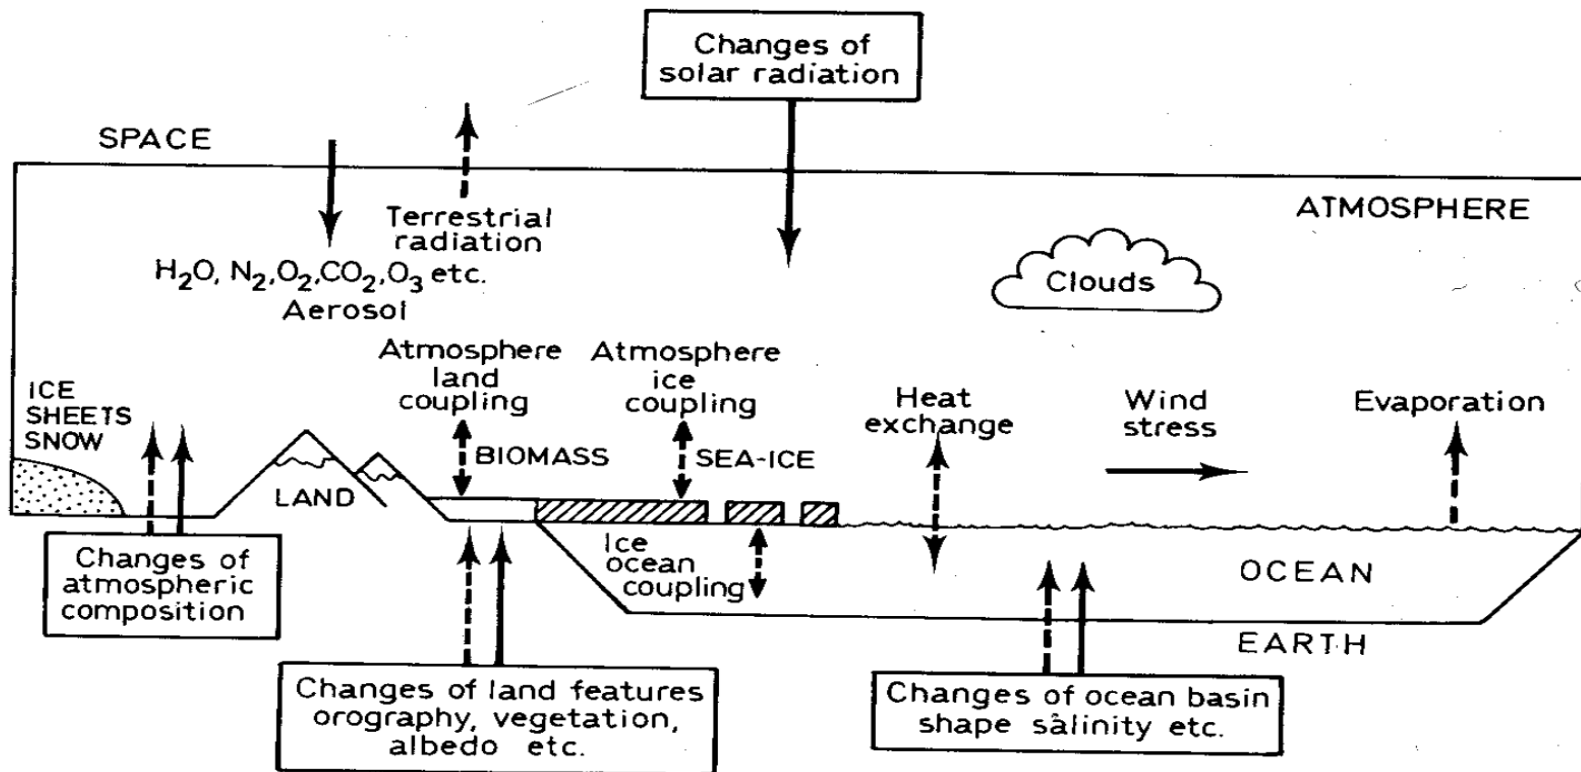 Changes of
solar radiation
SPACE
ATMOSPHERE
Terrestrial
radiation
H₂O, N₂,O₂,CO₂,O₃ etc.
Aerosol
Clouds
Atmosphere
land
coupling
Atmosphere
ice
coupling
ICE
SHEETS
SNOW
Heat
exchange
Wind
stress
Evaporation
BIOMASS
SEA-ICE
LAND
Changes of
atmospheric
composition
Ice
ocean
coupling
OCEAN
EARTH
Changes of land features
orography, vegetation,
albedo etc.
Changes of ocean basin
shape salinity etc.